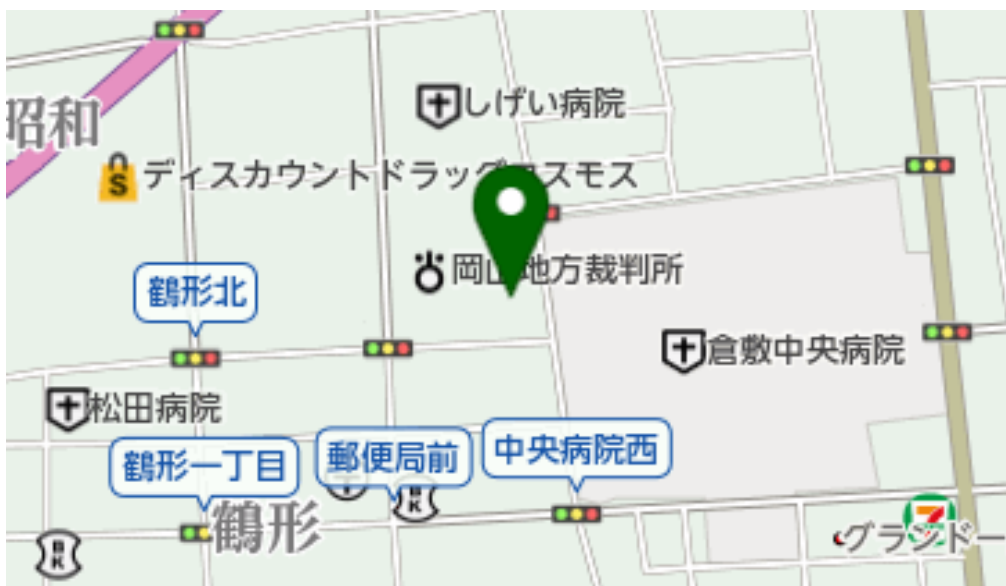 しげい病院
昭和
ディスカウントドラッグコスモス
岡山地方裁判所
鶴形北
倉敷中央病院
松田病院
鶴形一丁目
郵便局前
中央病院西
BK
鶴形
7
グランドー
BK
S